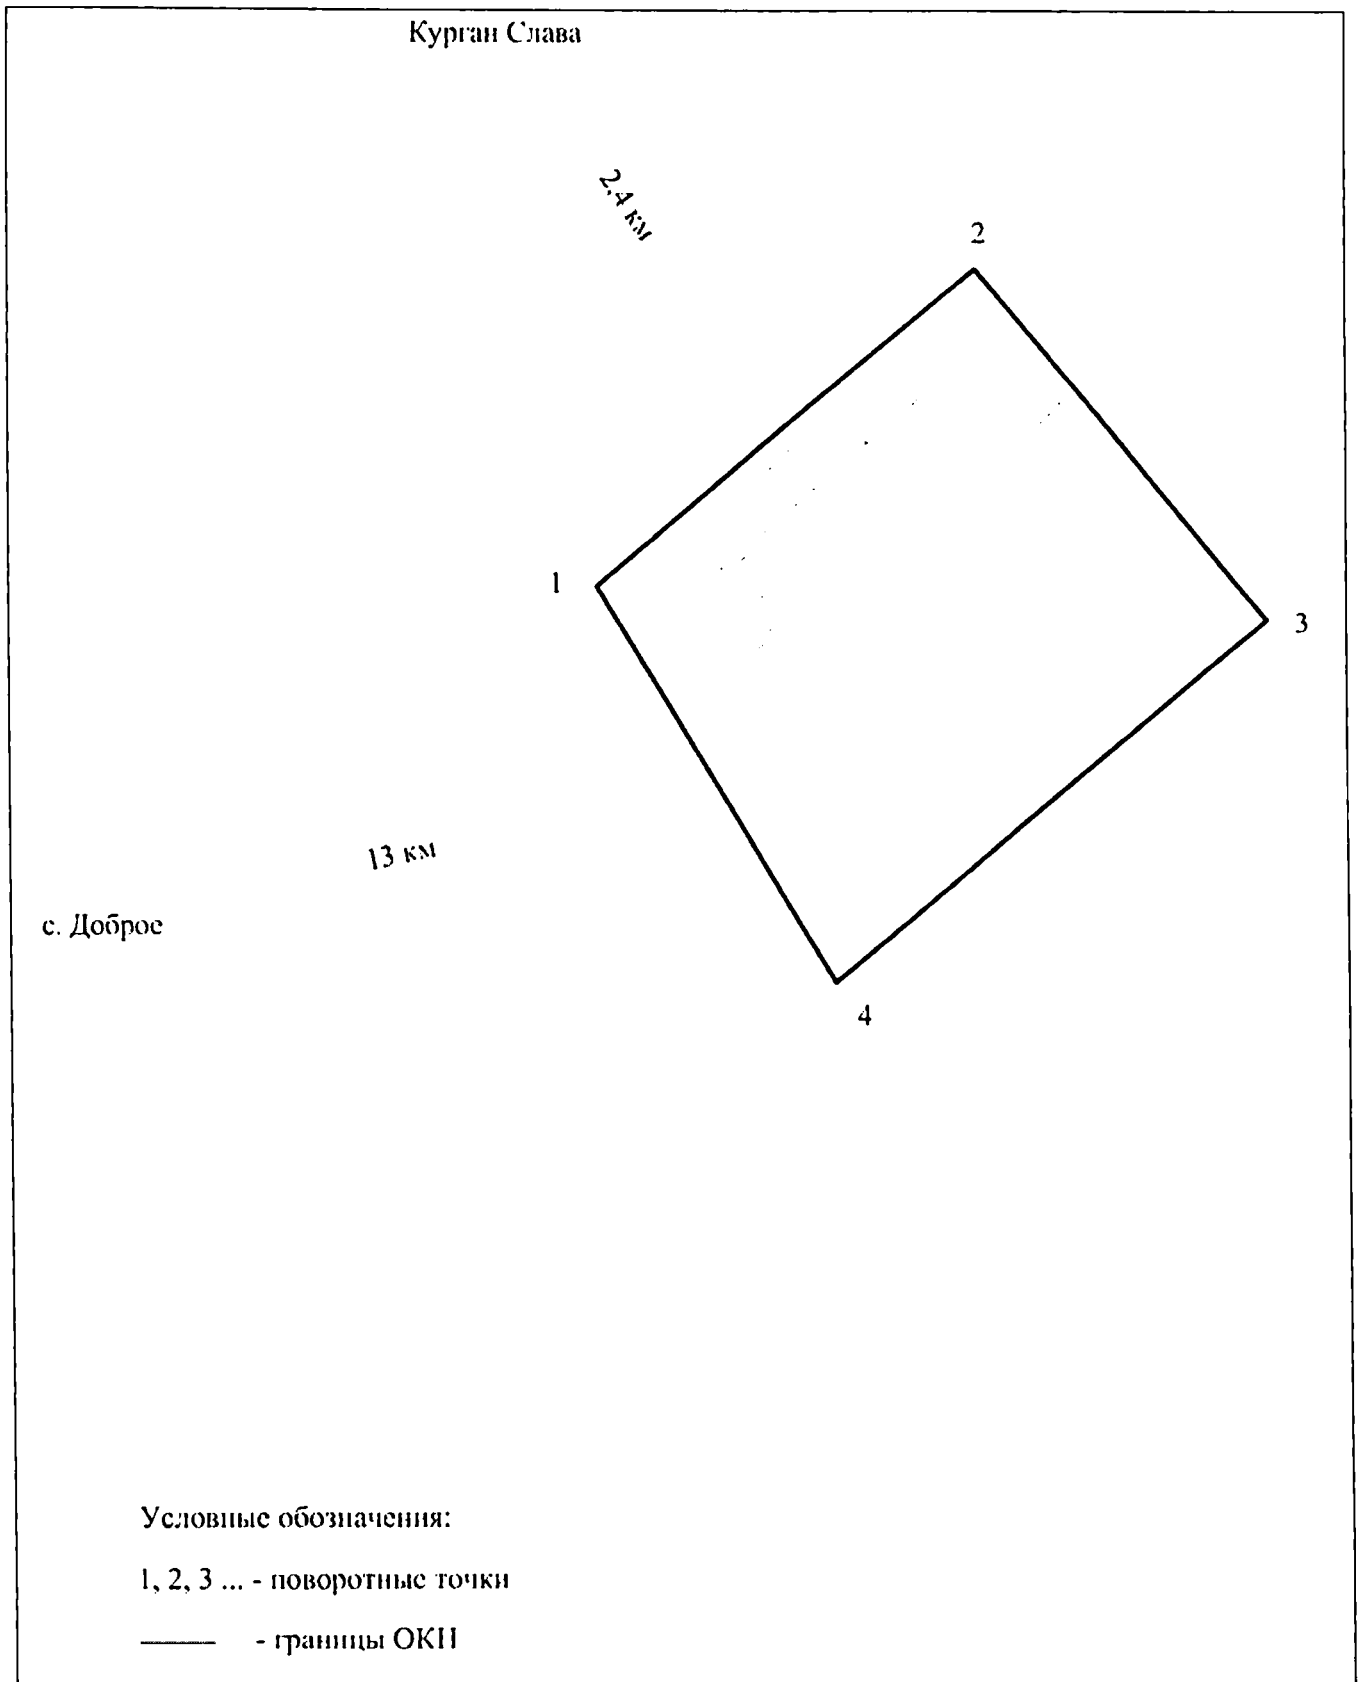 Курган Слава
2,4 км
2
1
3
13 км
с. Доброе
4
Условные обозначения:
1, 2, 3 ... - поворотные точки
- границы ОКН